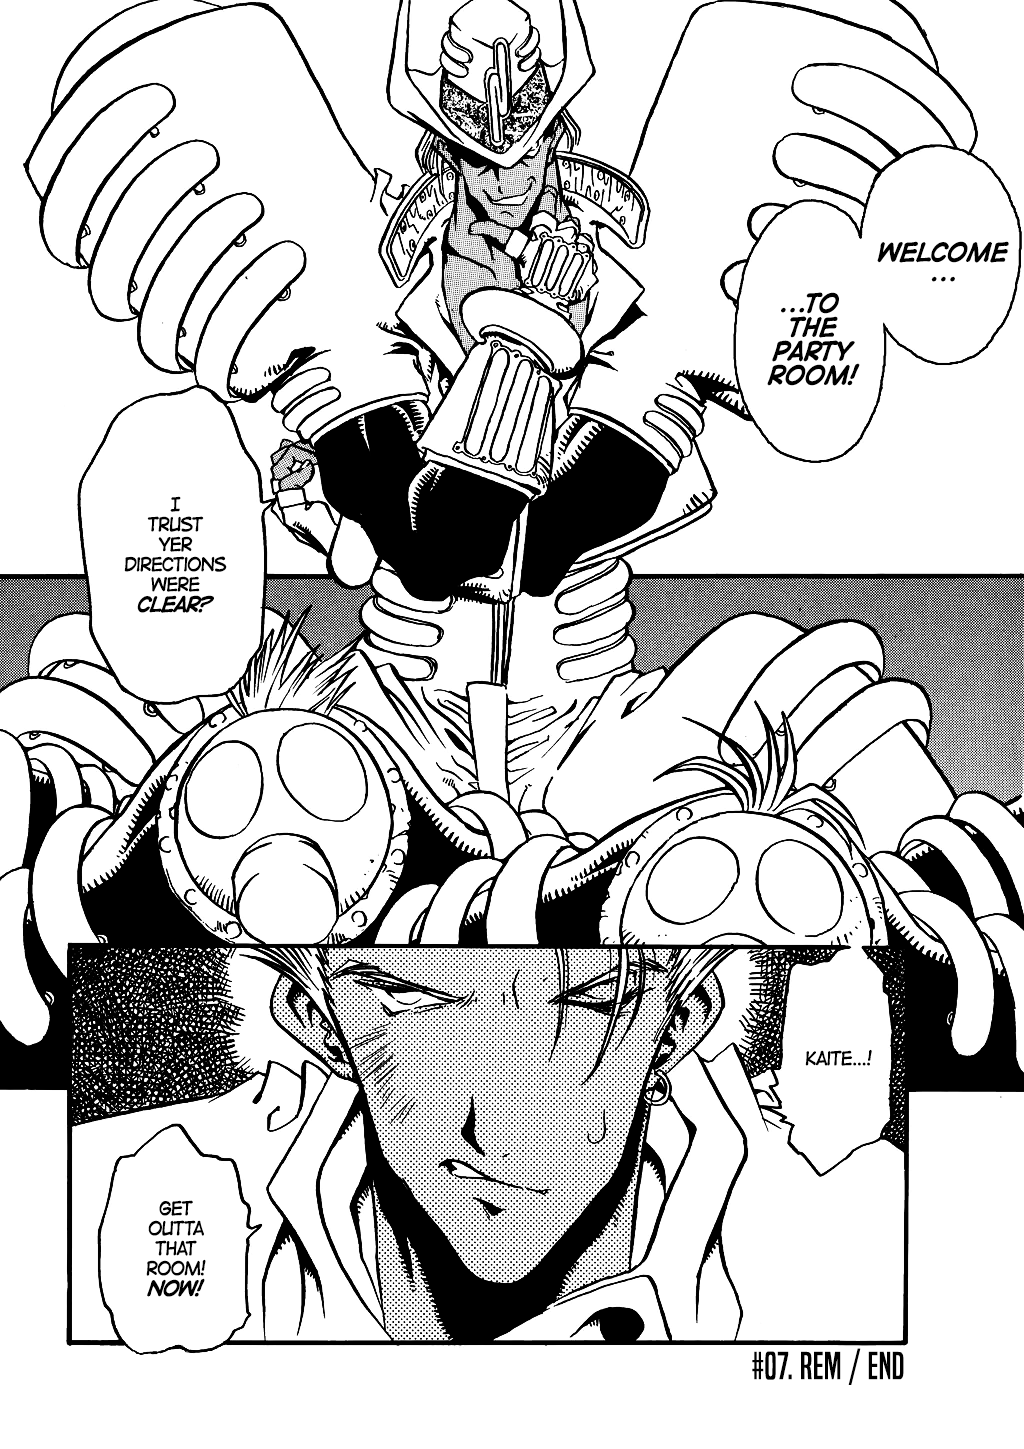 WELCOME
...
...TO
THE
PARTY
ROOM!
I
TRUST
YER
DIRECTIONS
WERE
CLEAR?
KAITE...!
GET
OUTTA
THAT
ROOM!
NOW!
#07. REM / END